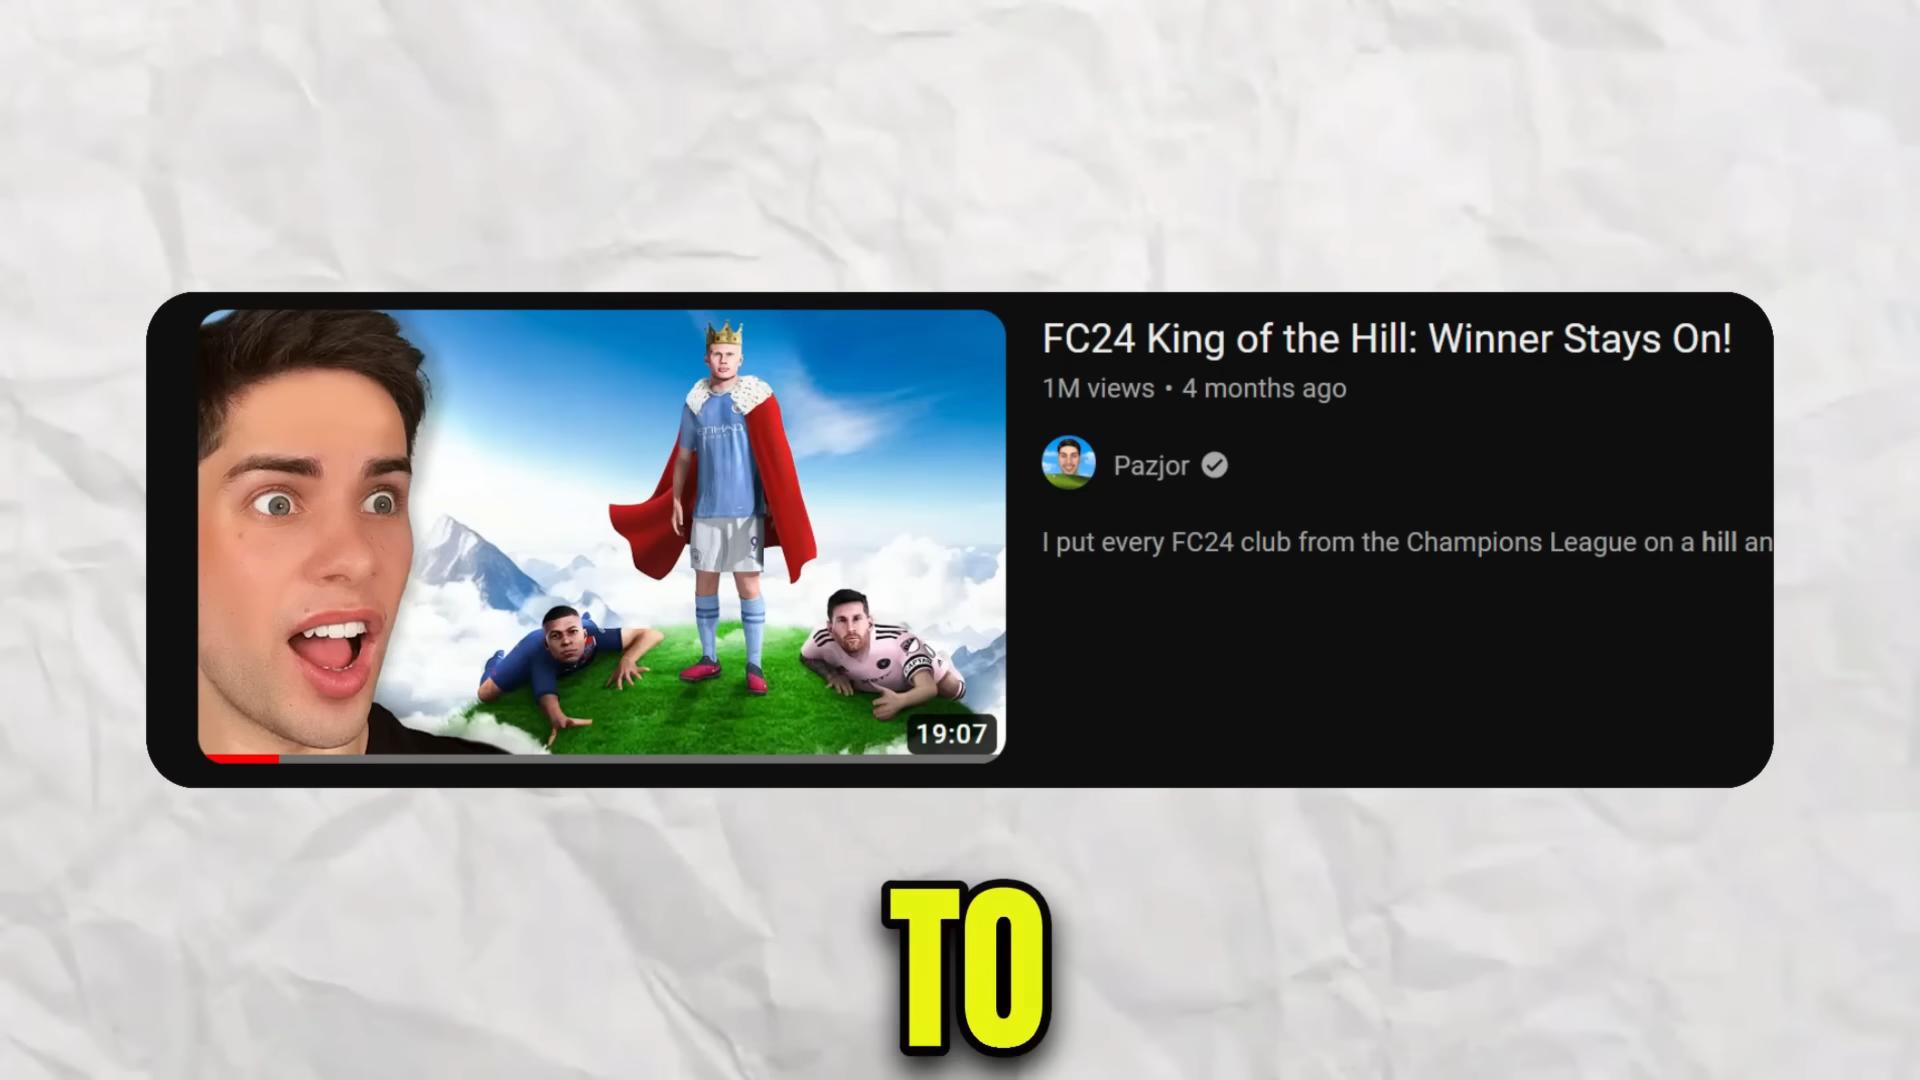 FC24 King of the Hill: Winner Stays On!
1M views • 4 months ago
Pazjor
I put every FC24 club from the Champions League on a hill an
ETIHAD
19:07
TO